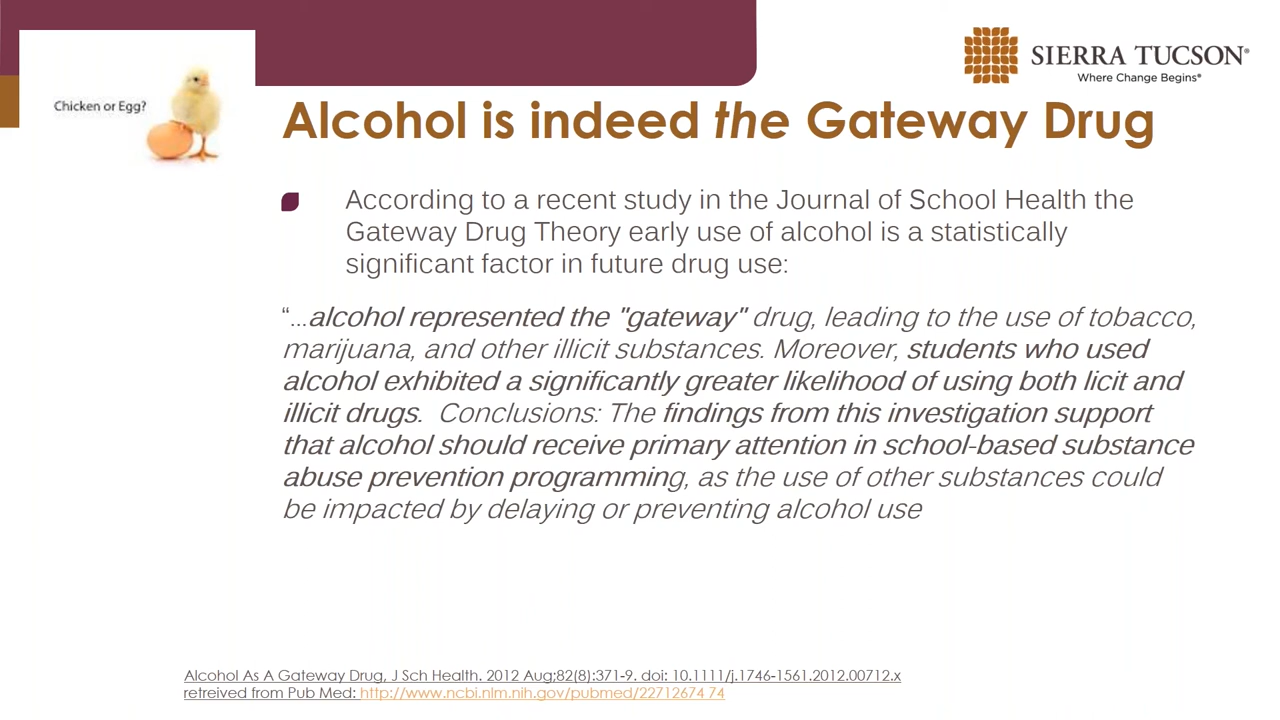 SIERRA TUCSON®
Where Change Begins®
Chicken or Egg?
Alcohol is indeed the Gateway Drug
According to a recent study in the Journal of School Health the
Gateway Drug Theory early use of alcohol is a statistically
significant factor in future drug use:
“…alcohol represented the "gateway" drug, leading to the use of tobacco,
marijuana, and other illicit substances. Moreover, students who used
alcohol exhibited a significantly greater likelihood of using both licit and
illicit drugs. Conclusions: The findings from this investigation support
that alcohol should receive primary attention in school-based substance
abuse prevention programming, as the use of other substances could
be impacted by delaying or preventing alcohol use
Alcohol As A Gateway Drug, J Sch Health. 2012 Aug;82(8):371-9. doi: 10.1111/j.1746-1561.2012.00712.x
retreived from Pub Med: http://www.ncbi.nlm.nih.gov/pubmed/22712674 74